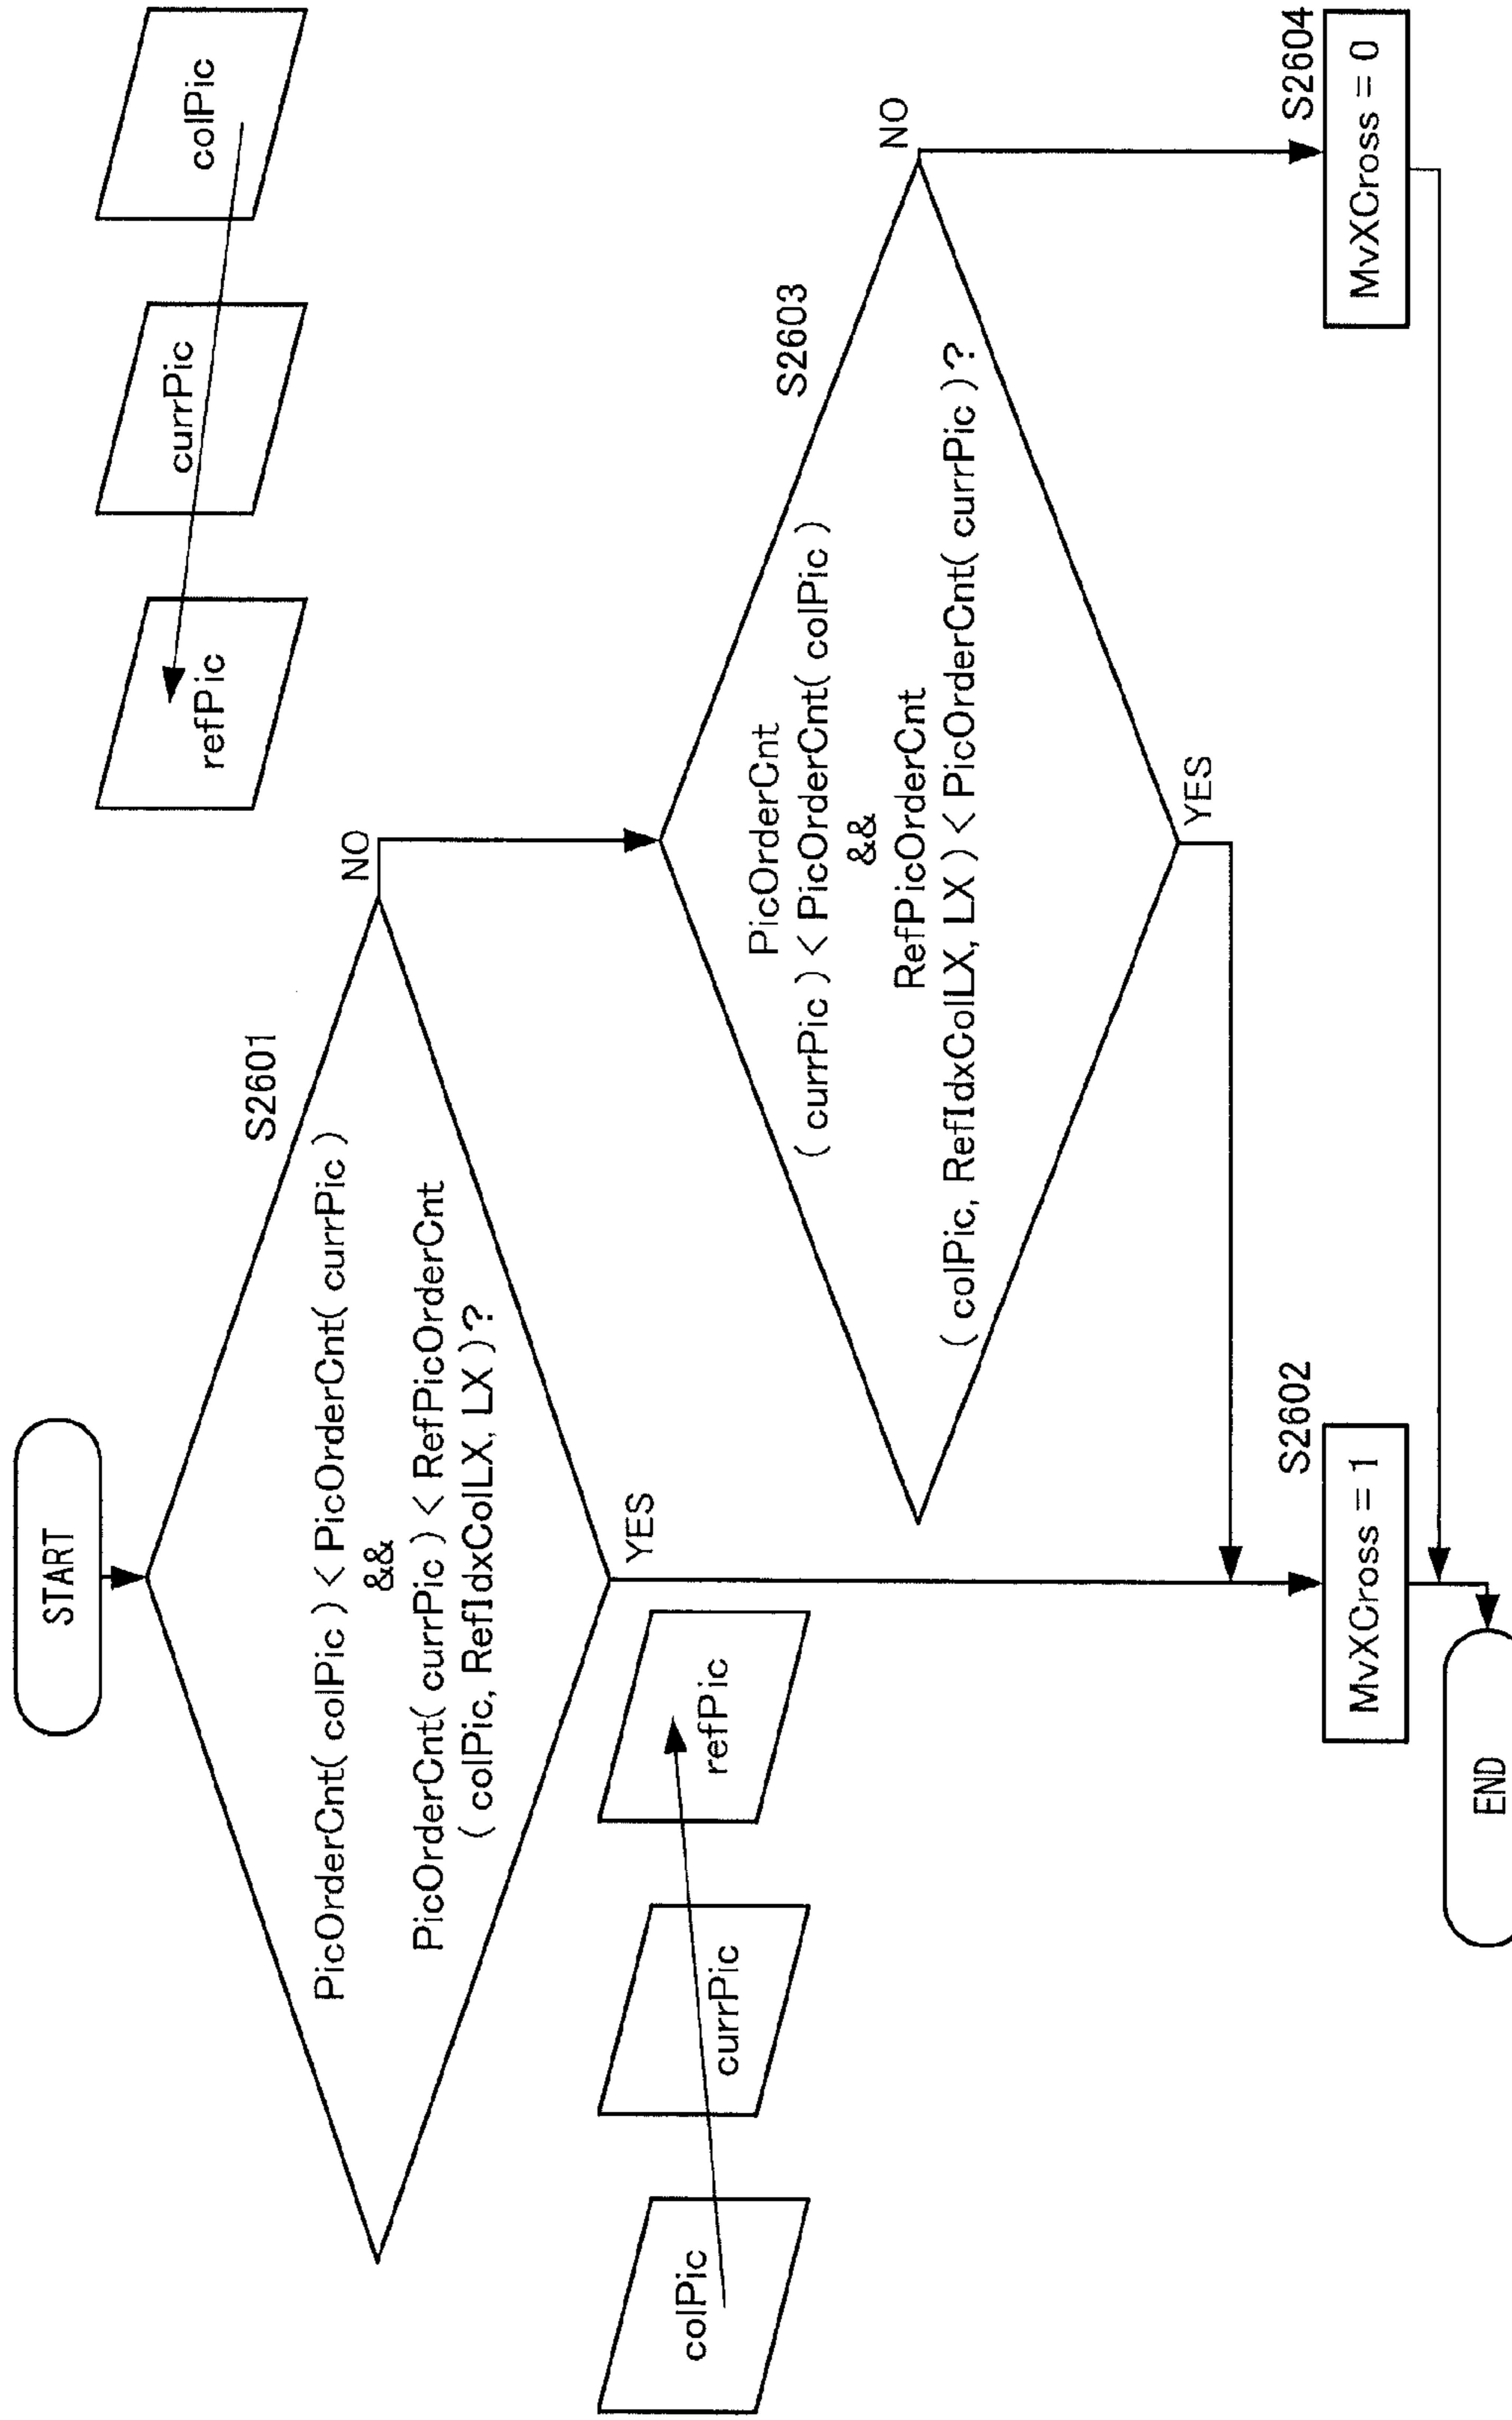 START
S2601
PicOrderCnt( colPic ) < PicOrderCnt( currPic )
&&
PicOrderCnt( currPic ) < RefPicOrderCnt
( colPic, RefIdxColLX, LX )?
NO
YES
refPic
currPic
colPic
colPic
currPic
refPic
S2603
PicOrderCnt
( currPic ) < PicOrderCnt( colPic )
&&
RefPicOrderCnt
( colPic, RefIdxColLX, LX ) < PicOrderCnt( currPic )?
NO
YES
S2602
MvXCross = 1
S2604
MvXCross = 0
END